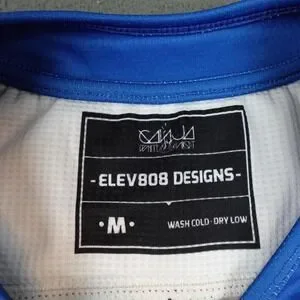 - ELEV808 DESIGNS -
· M ·
WASH COLD · DRY LOW